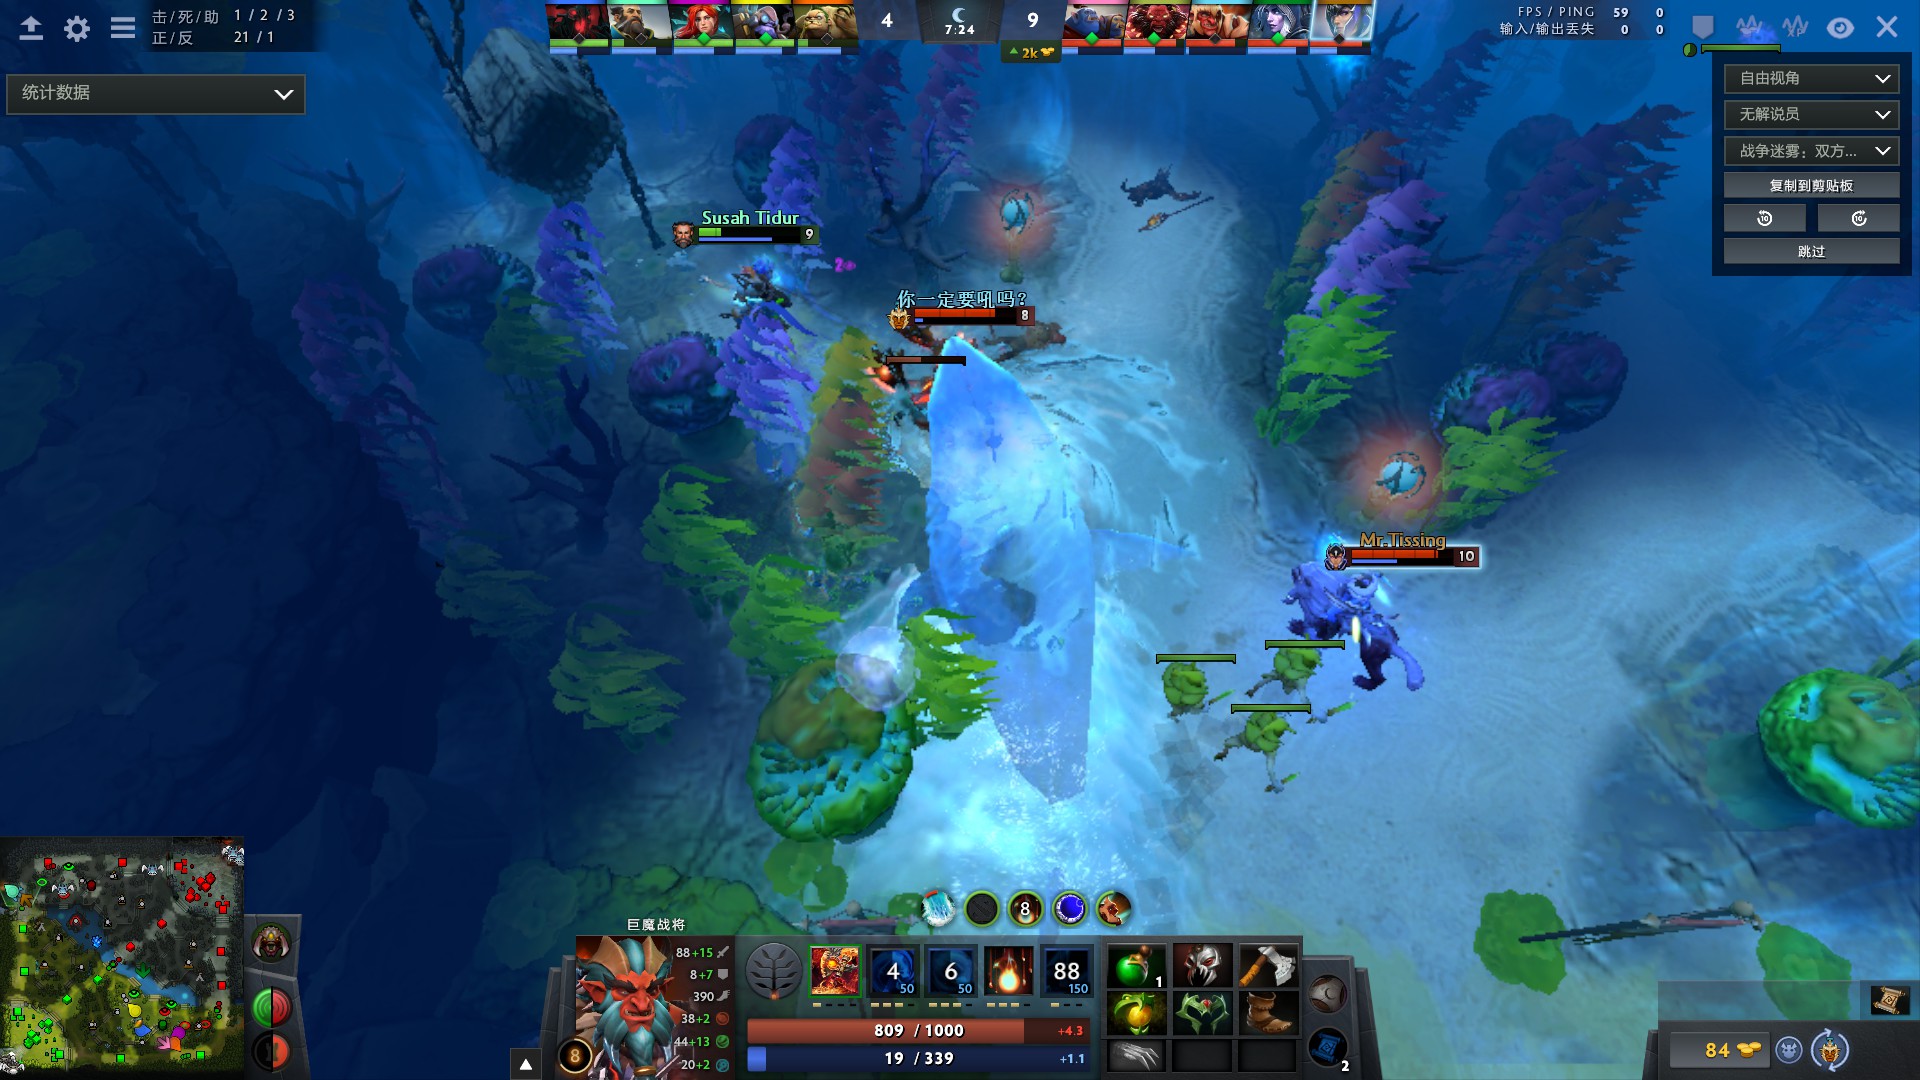 击/死/助 1 / 2 / 3
正/反 21 / 1
4
7:24
9
2k
FPS / PING 59 0
输入/输出丢失 0 0
统计数据
自由视角
无解说员
战争迷雾：双方...
复制到剪贴板
10
10
跳过
Susah Tidur
9
2
你一定要吼吗？
8
Mr.Tissing
10
8
巨魔战将
88 +15
8 +7
390
38+2
44+13
20+2
8
4
50
6
50
88
150
1
809 / 1000
+4.3
19 / 339
+1.1
2
84